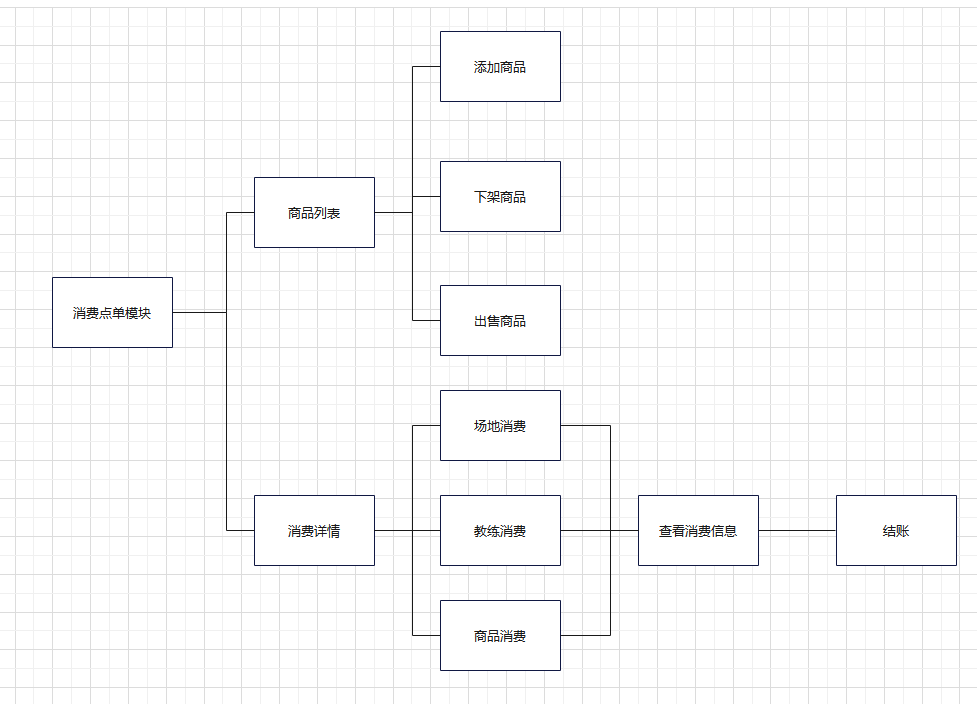 添加商品
下架商品
商品列表
消费点单模块
出售商品
场地消费
消费详情
教练消费
查看消费信息
结账
商品消费